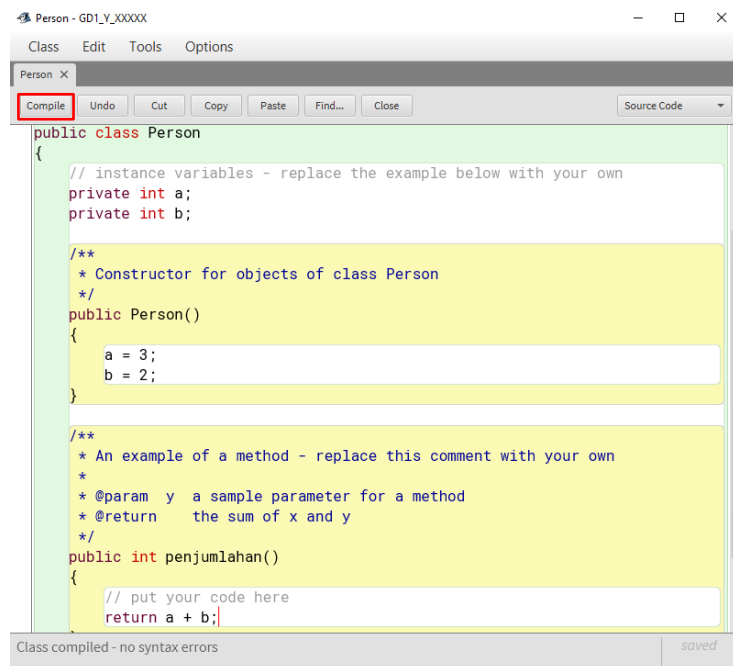 Person - GD1_Y_XXXXX
Class Edit Tools Options
Person
Compile Undo Cut Copy Paste Find... Close Source Code
public class Person
{
// instance variables - replace the example below with your own
private int a;
private int b;
/**
* Constructor for objects of class Person
*/
public Person()
{
a = 3;
b = 2;
}
/**
* An example of a method - replace this comment with your own
*
* @param y a sample parameter for a method
* @return the sum of x and y
*/
public int penjumlahan()
{
// put your code here
return a + b;
Class compiled - no syntax errors saved